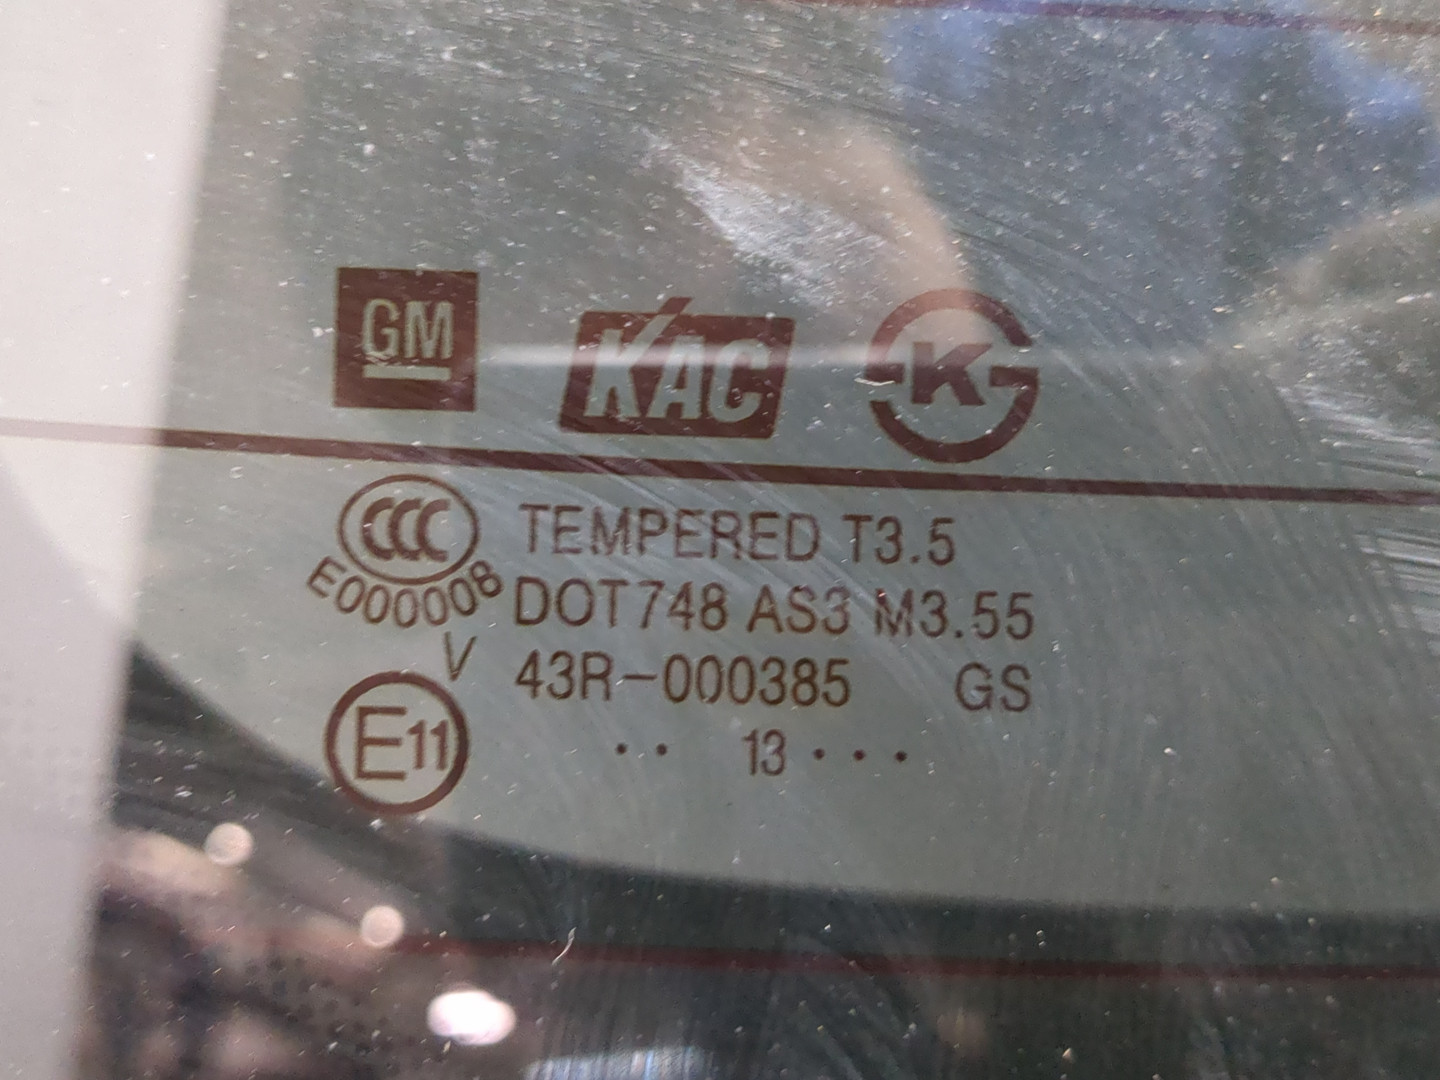 GM KAC K
CCC TEMPERED T3.5
E000008 DOT748 AS3 M3.55
V 43R-000385 GS
E11 .. 13...